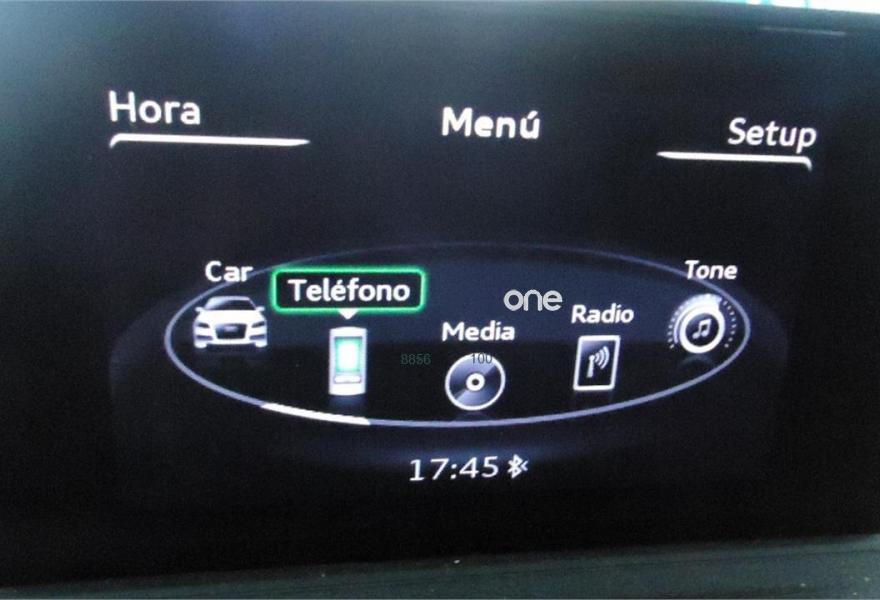 Hora
Menú
Setup
Car
Teléfono
Media
Radio
Tone
one
8856
100
17:45